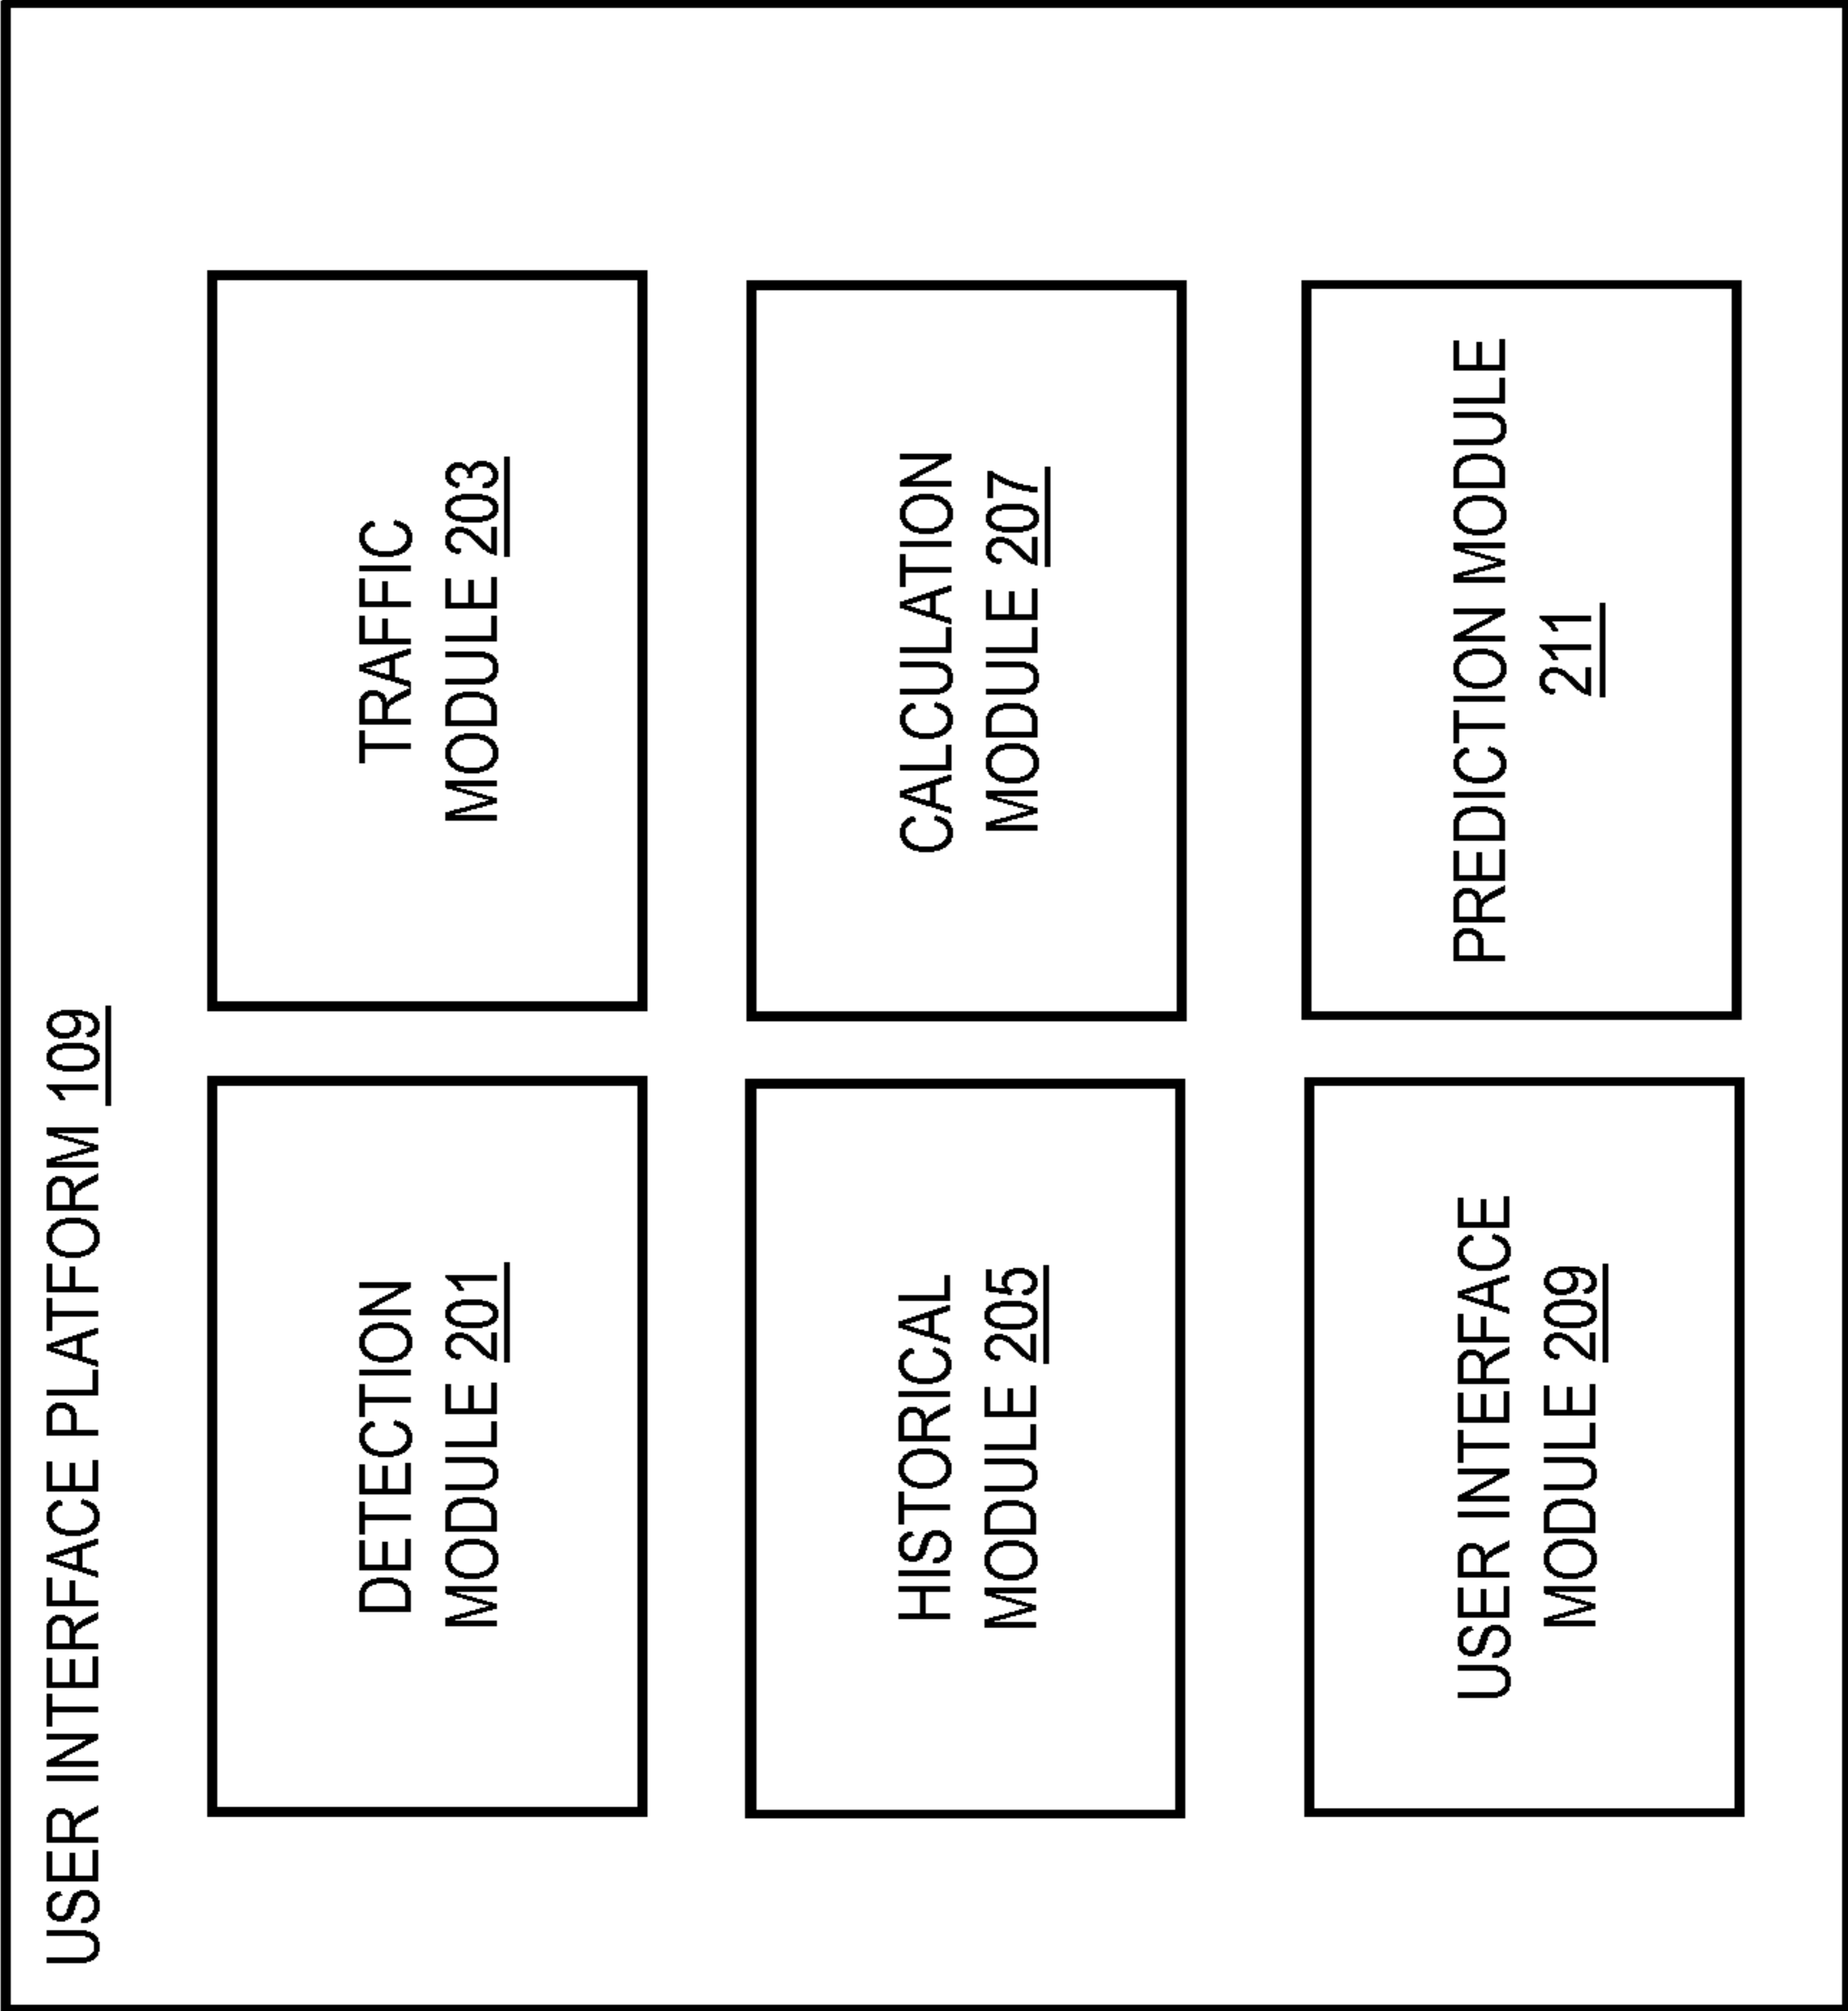 USER INTERFACE PLATFORM 109
DETECTION
MODULE 201
TRAFFIC
MODULE 203
HISTORICAL
MODULE 205
CALCULATION
MODULE 207
USER INTERFACE
MODULE 209
PREDICTION MODULE
211